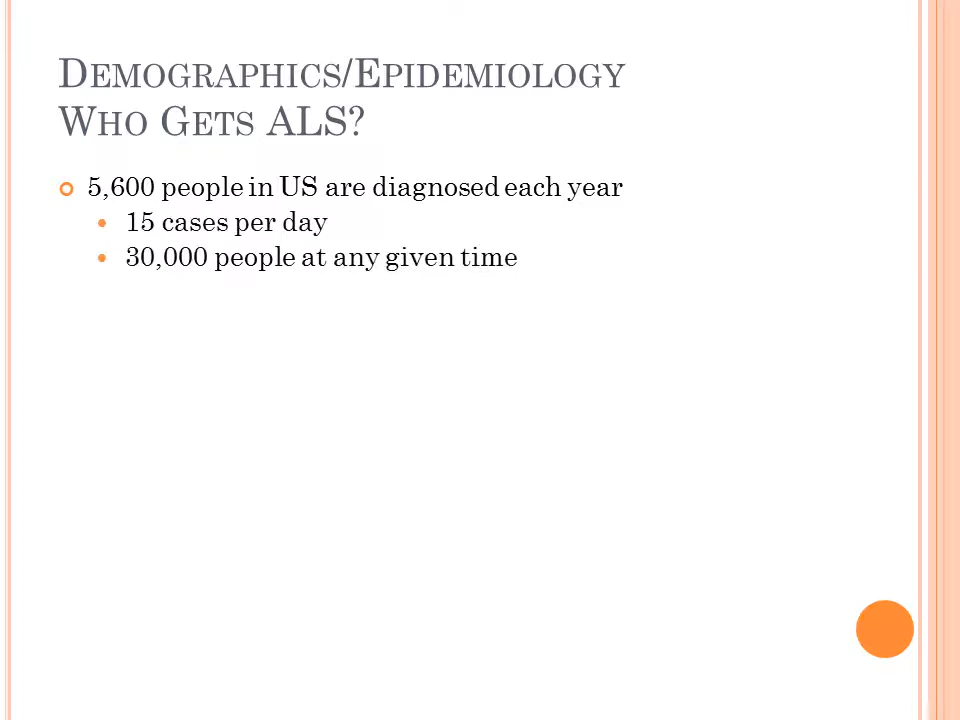 Demographics/Epidemiology
Who Gets ALS?
5,600 people in US are diagnosed each year
15 cases per day
30,000 people at any given time